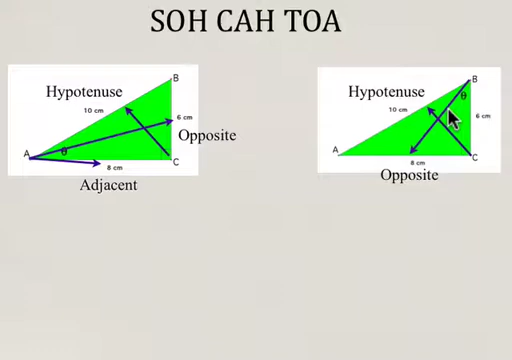 SOH CAH TOA
B
Hypotenuse
10 cm
6 cm
Opposite
A
θ
C
8 cm
Adjacent
B
θ
Hypotenuse
10 cm
6 cm
A
C
8 cm
Opposite